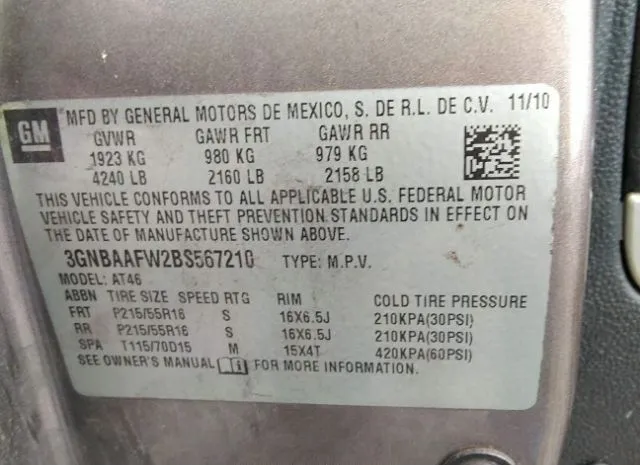 GM
MFD BY GENERAL MOTORS DE MEXICO, S. DE R.L. DE C.V. 11/10
GVWR GAWR FRT GAWR RR
1923 KG 980 KG 979 KG
4240 LB 2160 LB 2158 LB
THIS VEHICLE CONFORMS TO ALL APPLICABLE U.S. FEDERAL MOTOR
VEHICLE SAFETY AND THEFT PREVENTION STANDARDS IN EFFECT ON
THE DATE OF MANUFACTURE SHOWN ABOVE.
3GNBAAFW2BS567210 TYPE: M.P.V.
MODEL: AT46
ABBN TIRE SIZE SPEED RTG RIM COLD TIRE PRESSURE
FRT P215/55R16 S 16X6.5J 210KPA(30PSI)
RR P215/55R16 S 16X6.5J 210KPA(30PSI)
SPA T115/70D15 M 15X4T 420KPA(60PSI)
SEE OWNER'S MANUAL FOR MORE INFORMATION.